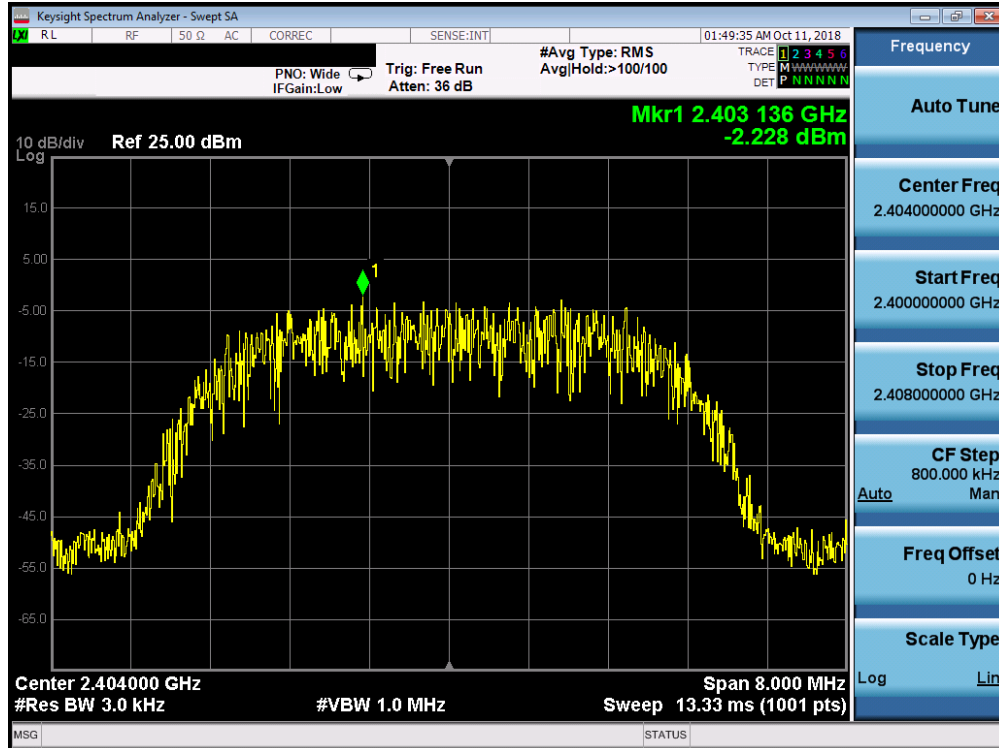 Keysight Spectrum Analyzer - Swept SA
LXI RL RF 50 Ω AC CORREC SENSE:INT 01:49:35 AM Oct 11, 2018
PNO: Wide
IFGain:Low
Trig: Free Run
Atten: 36 dB
#Avg Type: RMS
Avg|Hold:>100/100
TRACE 1 2 3 4 5 6
TYPE M WWWWW
DET P N N N N N
Mkr1 2.403 136 GHz
-2.228 dBm
10 dB/div Ref 25.00 dBm
Log
15.0
5.00
1
-5.00
-15.0
-25.0
-35.0
-45.0
-55.0
-65.0
Center 2.404000 GHz Span 8.000 MHz
#Res BW 3.0 kHz #VBW 1.0 MHz Sweep 13.33 ms (1001 pts)
MSG STATUS
Frequency
Auto Tune
Center Freq
2.404000000 GHz
Start Freq
2.400000000 GHz
Stop Freq
2.408000000 GHz
CF Step
800.000 kHz
Auto Man
Freq Offset
0 Hz
Scale Type
Log Lin